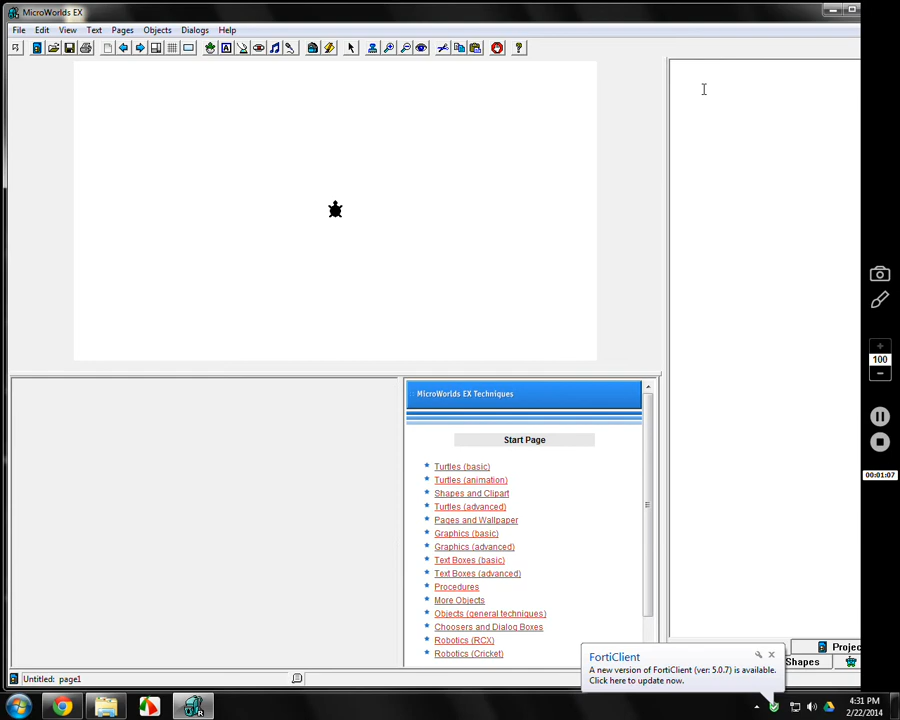 MicroWorlds EX
File Edit View Text Pages Objects Dialogs Help
100
00:01:07
MicroWorlds EX Techniques
Start Page
Turtles (basic)
Turtles (animation)
Shapes and Clipart
Turtles (advanced)
Pages and Wallpaper
Graphics (basic)
Graphics (advanced)
Text Boxes (basic)
Text Boxes (advanced)
Procedures
More Objects
Objects (general techniques)
Choosers and Dialog Boxes
Robotics (RCX)
Robotics (Cricket)
Projec
Shapes
FortiClient
A new version of FortiClient (ver: 5.0.7) is available.
Click here to update now.
Untitled: page1
4:31 PM
2/22/2014